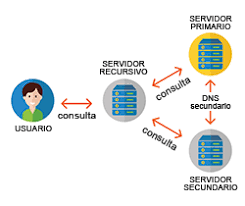 SERVIDOR
PRIMARIO
SERVIDOR
RECURSIVO
consulta
DNS
secundario
consulta
USUARIO
consulta
SERVIDOR
SECUNDARIO